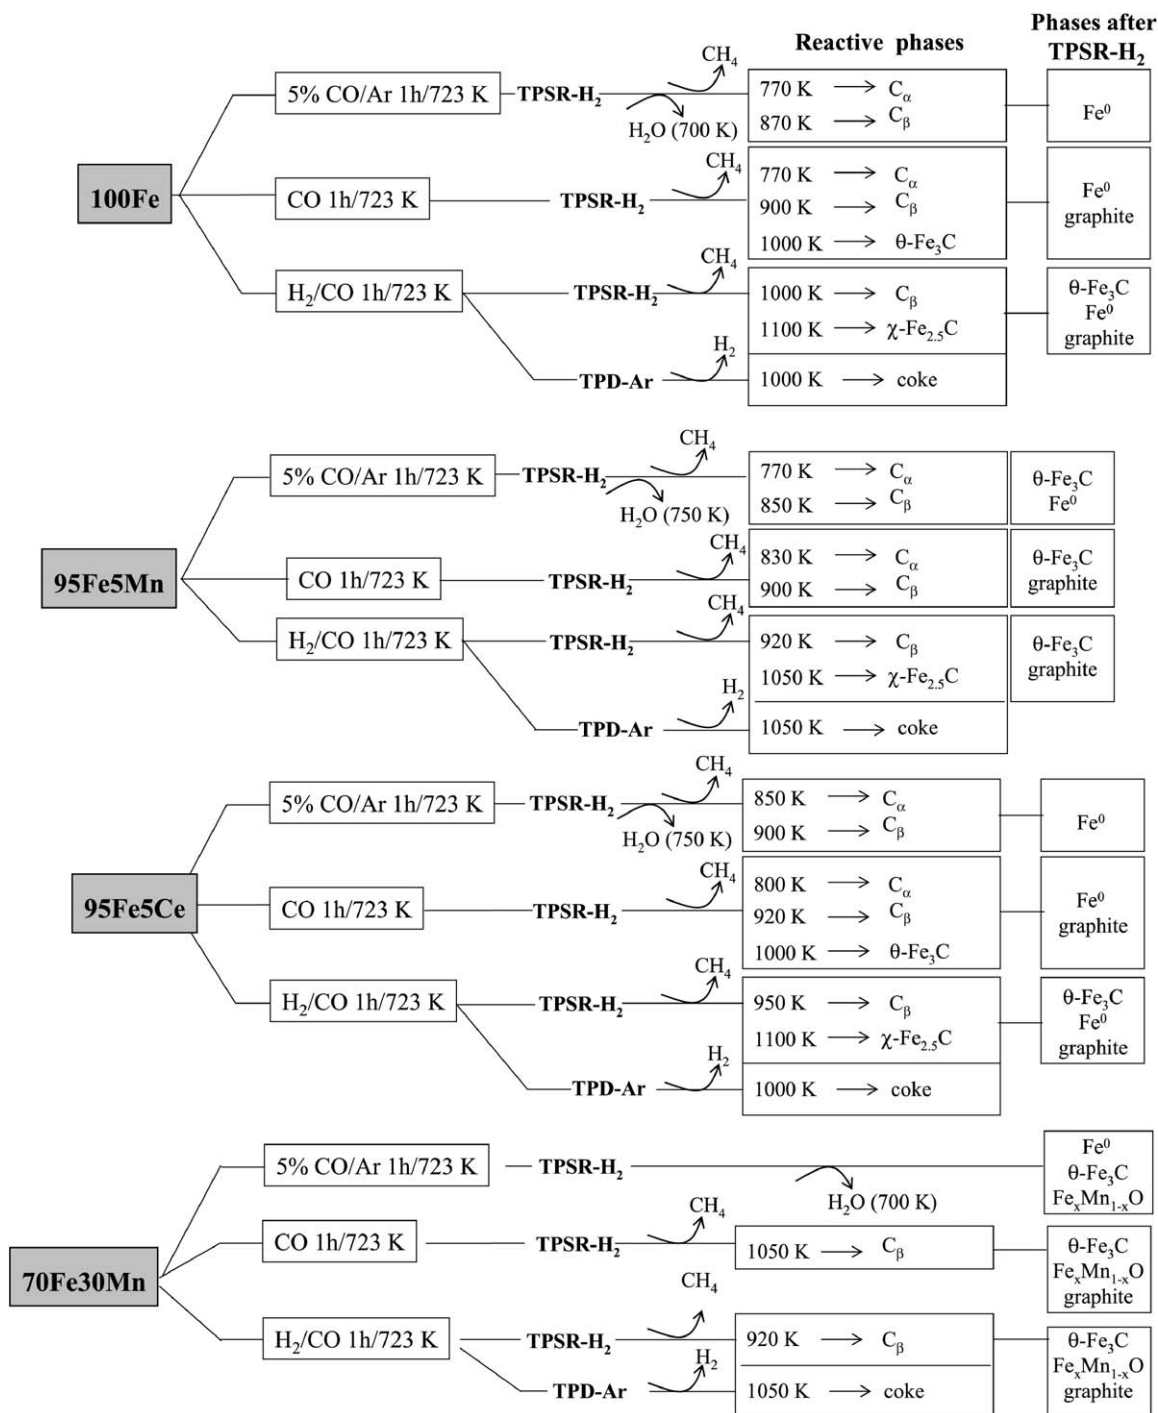 Reactive phases
Phases after
TPSR-H₂
100Fe
5% CO/Ar 1h/723 K
TPSR-H₂
CH₄
H₂O (700 K)
770 K → Cα
870 K → Cβ
Fe⁰
CO 1h/723 K
TPSR-H₂
CH₄
770 K → Cα
900 K → Cβ
1000 K → θ-Fe₃C
Fe⁰
graphite
H₂/CO 1h/723 K
TPSR-H₂
CH₄
1000 K → Cβ
1100 K → χ-Fe₂.₅C
θ-Fe₃C
Fe⁰
graphite
TPD-Ar
H₂
1000 K → coke
95Fe5Mn
5% CO/Ar 1h/723 K
TPSR-H₂
CH₄
H₂O (750 K)
770 K → Cα
850 K → Cβ
θ-Fe₃C
Fe⁰
CO 1h/723 K
TPSR-H₂
CH₄
830 K → Cα
900 K → Cβ
θ-Fe₃C
graphite
H₂/CO 1h/723 K
TPSR-H₂
CH₄
920 K → Cβ
1050 K → χ-Fe₂.₅C
θ-Fe₃C
graphite
TPD-Ar
H₂
1050 K → coke
95Fe5Ce
5% CO/Ar 1h/723 K
TPSR-H₂
CH₄
H₂O (750 K)
850 K → Cα
900 K → Cβ
Fe⁰
CO 1h/723 K
TPSR-H₂
CH₄
800 K → Cα
920 K → Cβ
1000 K → θ-Fe₃C
Fe⁰
graphite
H₂/CO 1h/723 K
TPSR-H₂
CH₄
950 K → Cβ
1100 K → χ-Fe₂.₅C
θ-Fe₃C
Fe⁰
graphite
TPD-Ar
H₂
1000 K → coke
70Fe30Mn
5% CO/Ar 1h/723 K
TPSR-H₂
H₂O (700 K)
Fe⁰
θ-Fe₃C
FeₓMn₁₋ₓO
CO 1h/723 K
TPSR-H₂
CH₄
1050 K → Cβ
θ-Fe₃C
FeₓMn₁₋ₓO
graphite
H₂/CO 1h/723 K
TPSR-H₂
CH₄
920 K → Cβ
θ-Fe₃C
FeₓMn₁₋ₓO
graphite
TPD-Ar
H₂
1050 K → coke